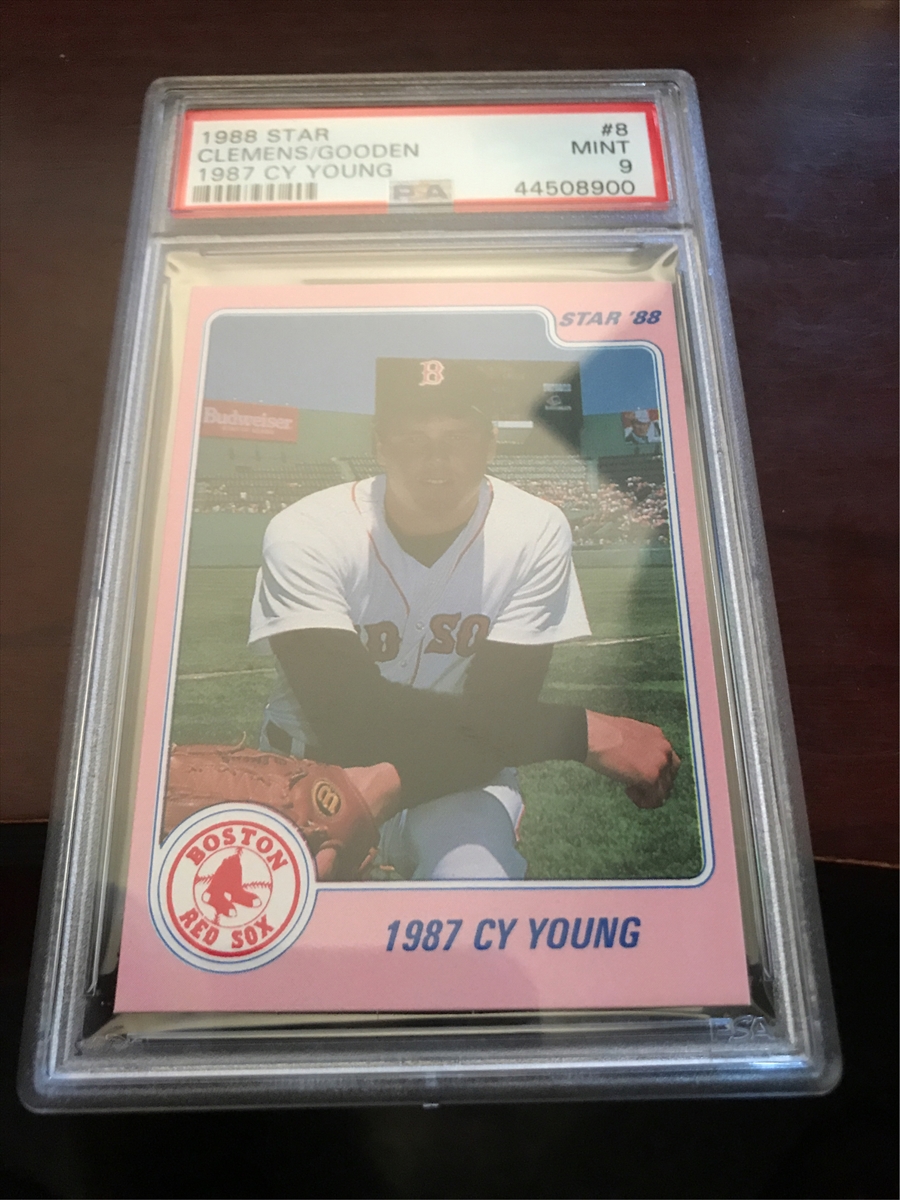 1988 STAR #8
CLEMENS/GOODEN MINT
1987 CY YOUNG 9
PSA 44508900
STAR '88
B
Budweiser
D SO
BOSTON
RED SOX
1987 CY YOUNG
PSA